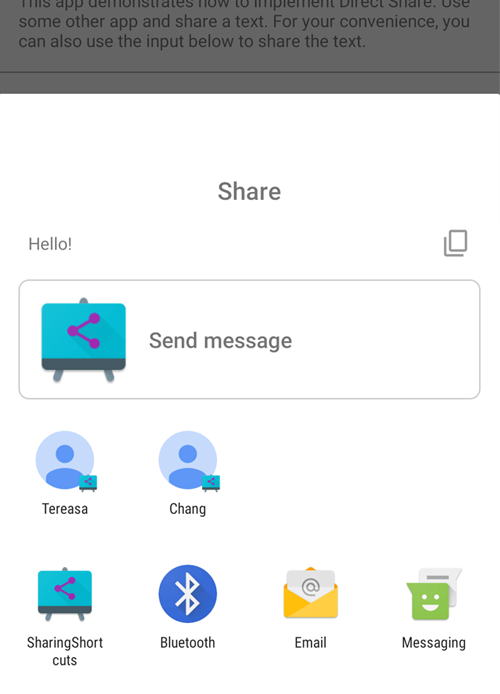 This app demonstrates how to implement Direct Share. Use
some other app and share a text. For your convenience, you
can also use the input below to share the text.
Share
Hello!
Send message
Tereasa
Chang
SharingShort
cuts
Bluetooth
Email
Messaging